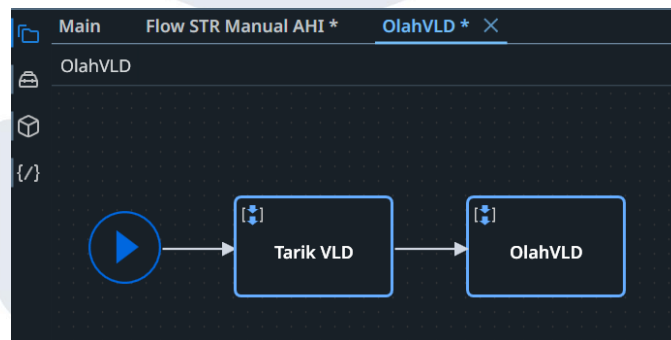 Main Flow STR Manual AHI * OlahVLD *
OlahVLD
{/}
Tarik VLD OlahVLD